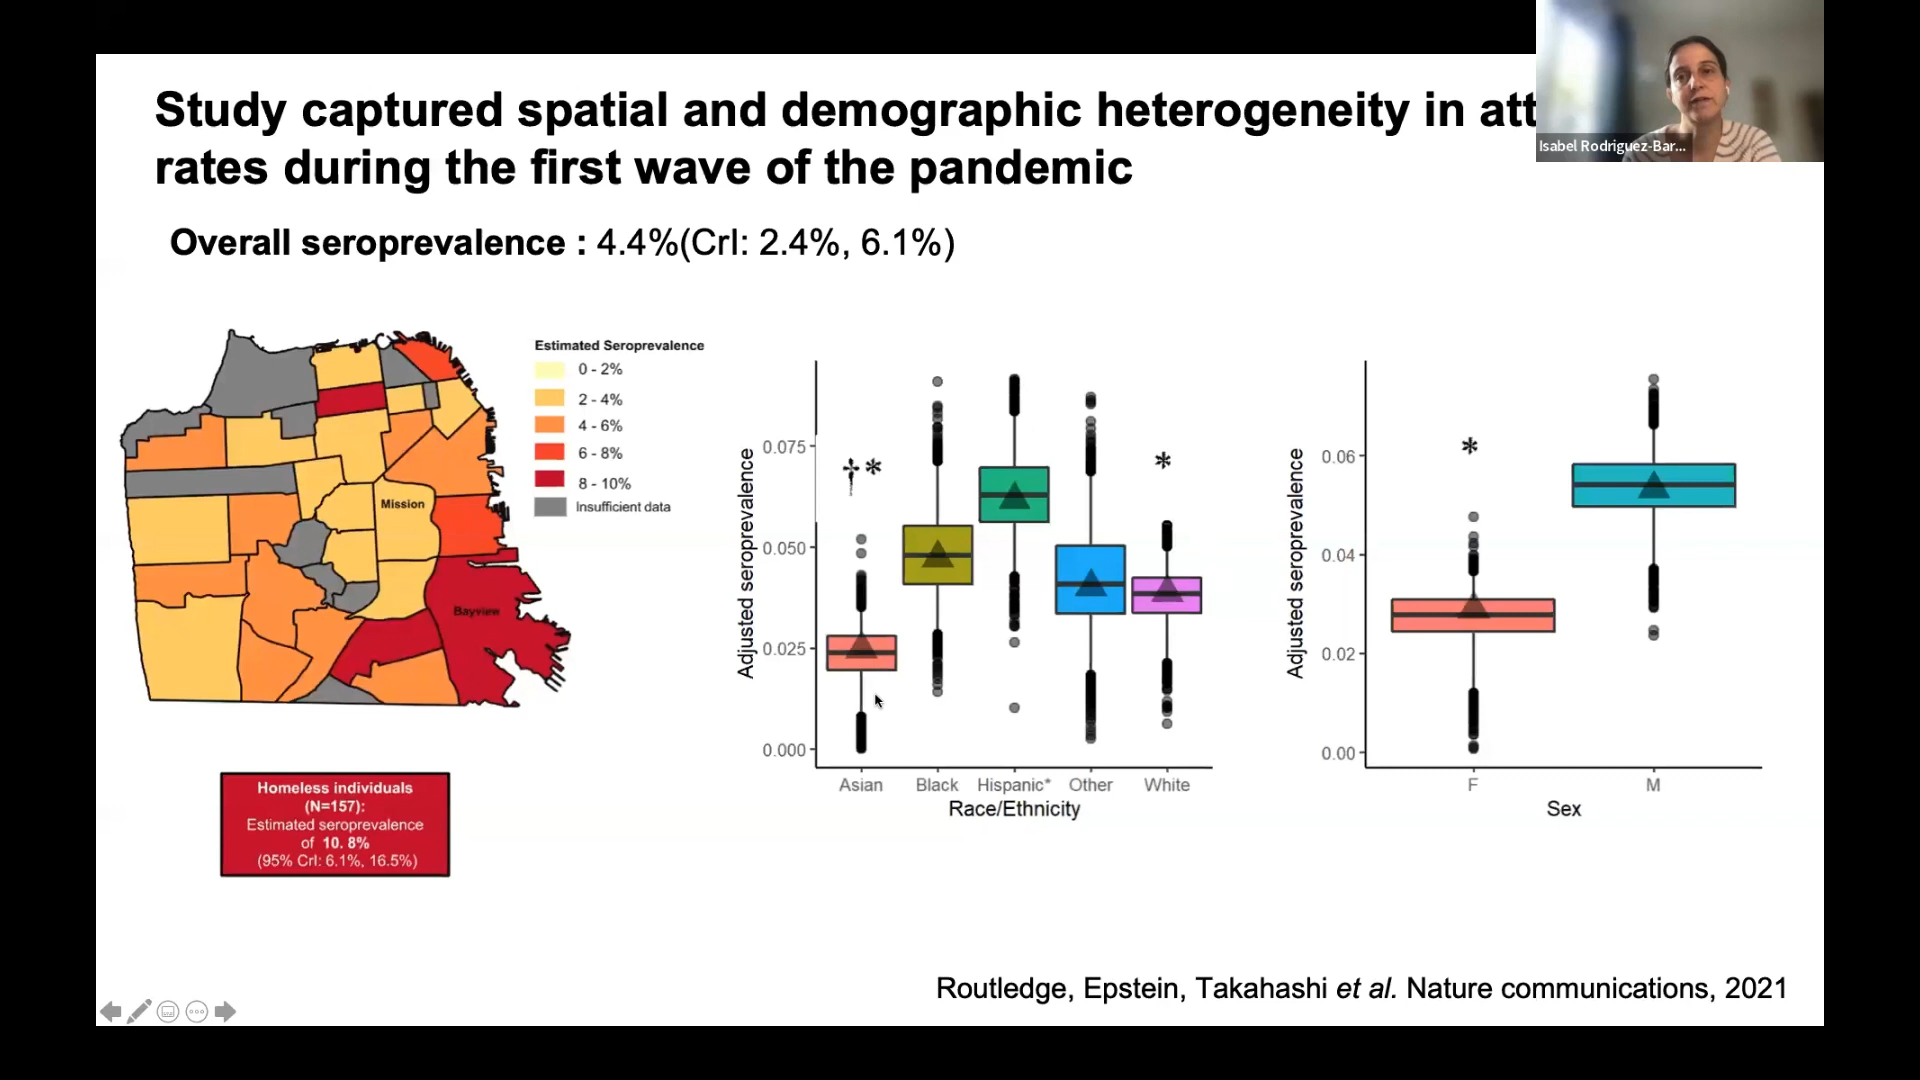 Study captured spatial and demographic heterogeneity in att
rates during the first wave of the pandemic
Isabel Rodriguez-Bar...
Overall seroprevalence : 4.4%(CrI: 2.4%, 6.1%)
Estimated Seroprevalence
0 - 2%
2 - 4%
4 - 6%
6 - 8%
8 - 10%
Insufficient data
Mission
Bayview
Homeless individuals
(N=157):
Estimated seroprevalence
of 10. 8%
(95% CrI: 6.1%, 16.5%)
Adjusted seroprevalence
0.075
0.050
0.025
0.000
†*
*
Asian
Black
Hispanic*
Other
White
Race/Ethnicity
Adjusted seroprevalence
0.06
0.04
0.02
0.00
*
F
M
Sex
Routledge, Epstein, Takahashi et al. Nature communications, 2021